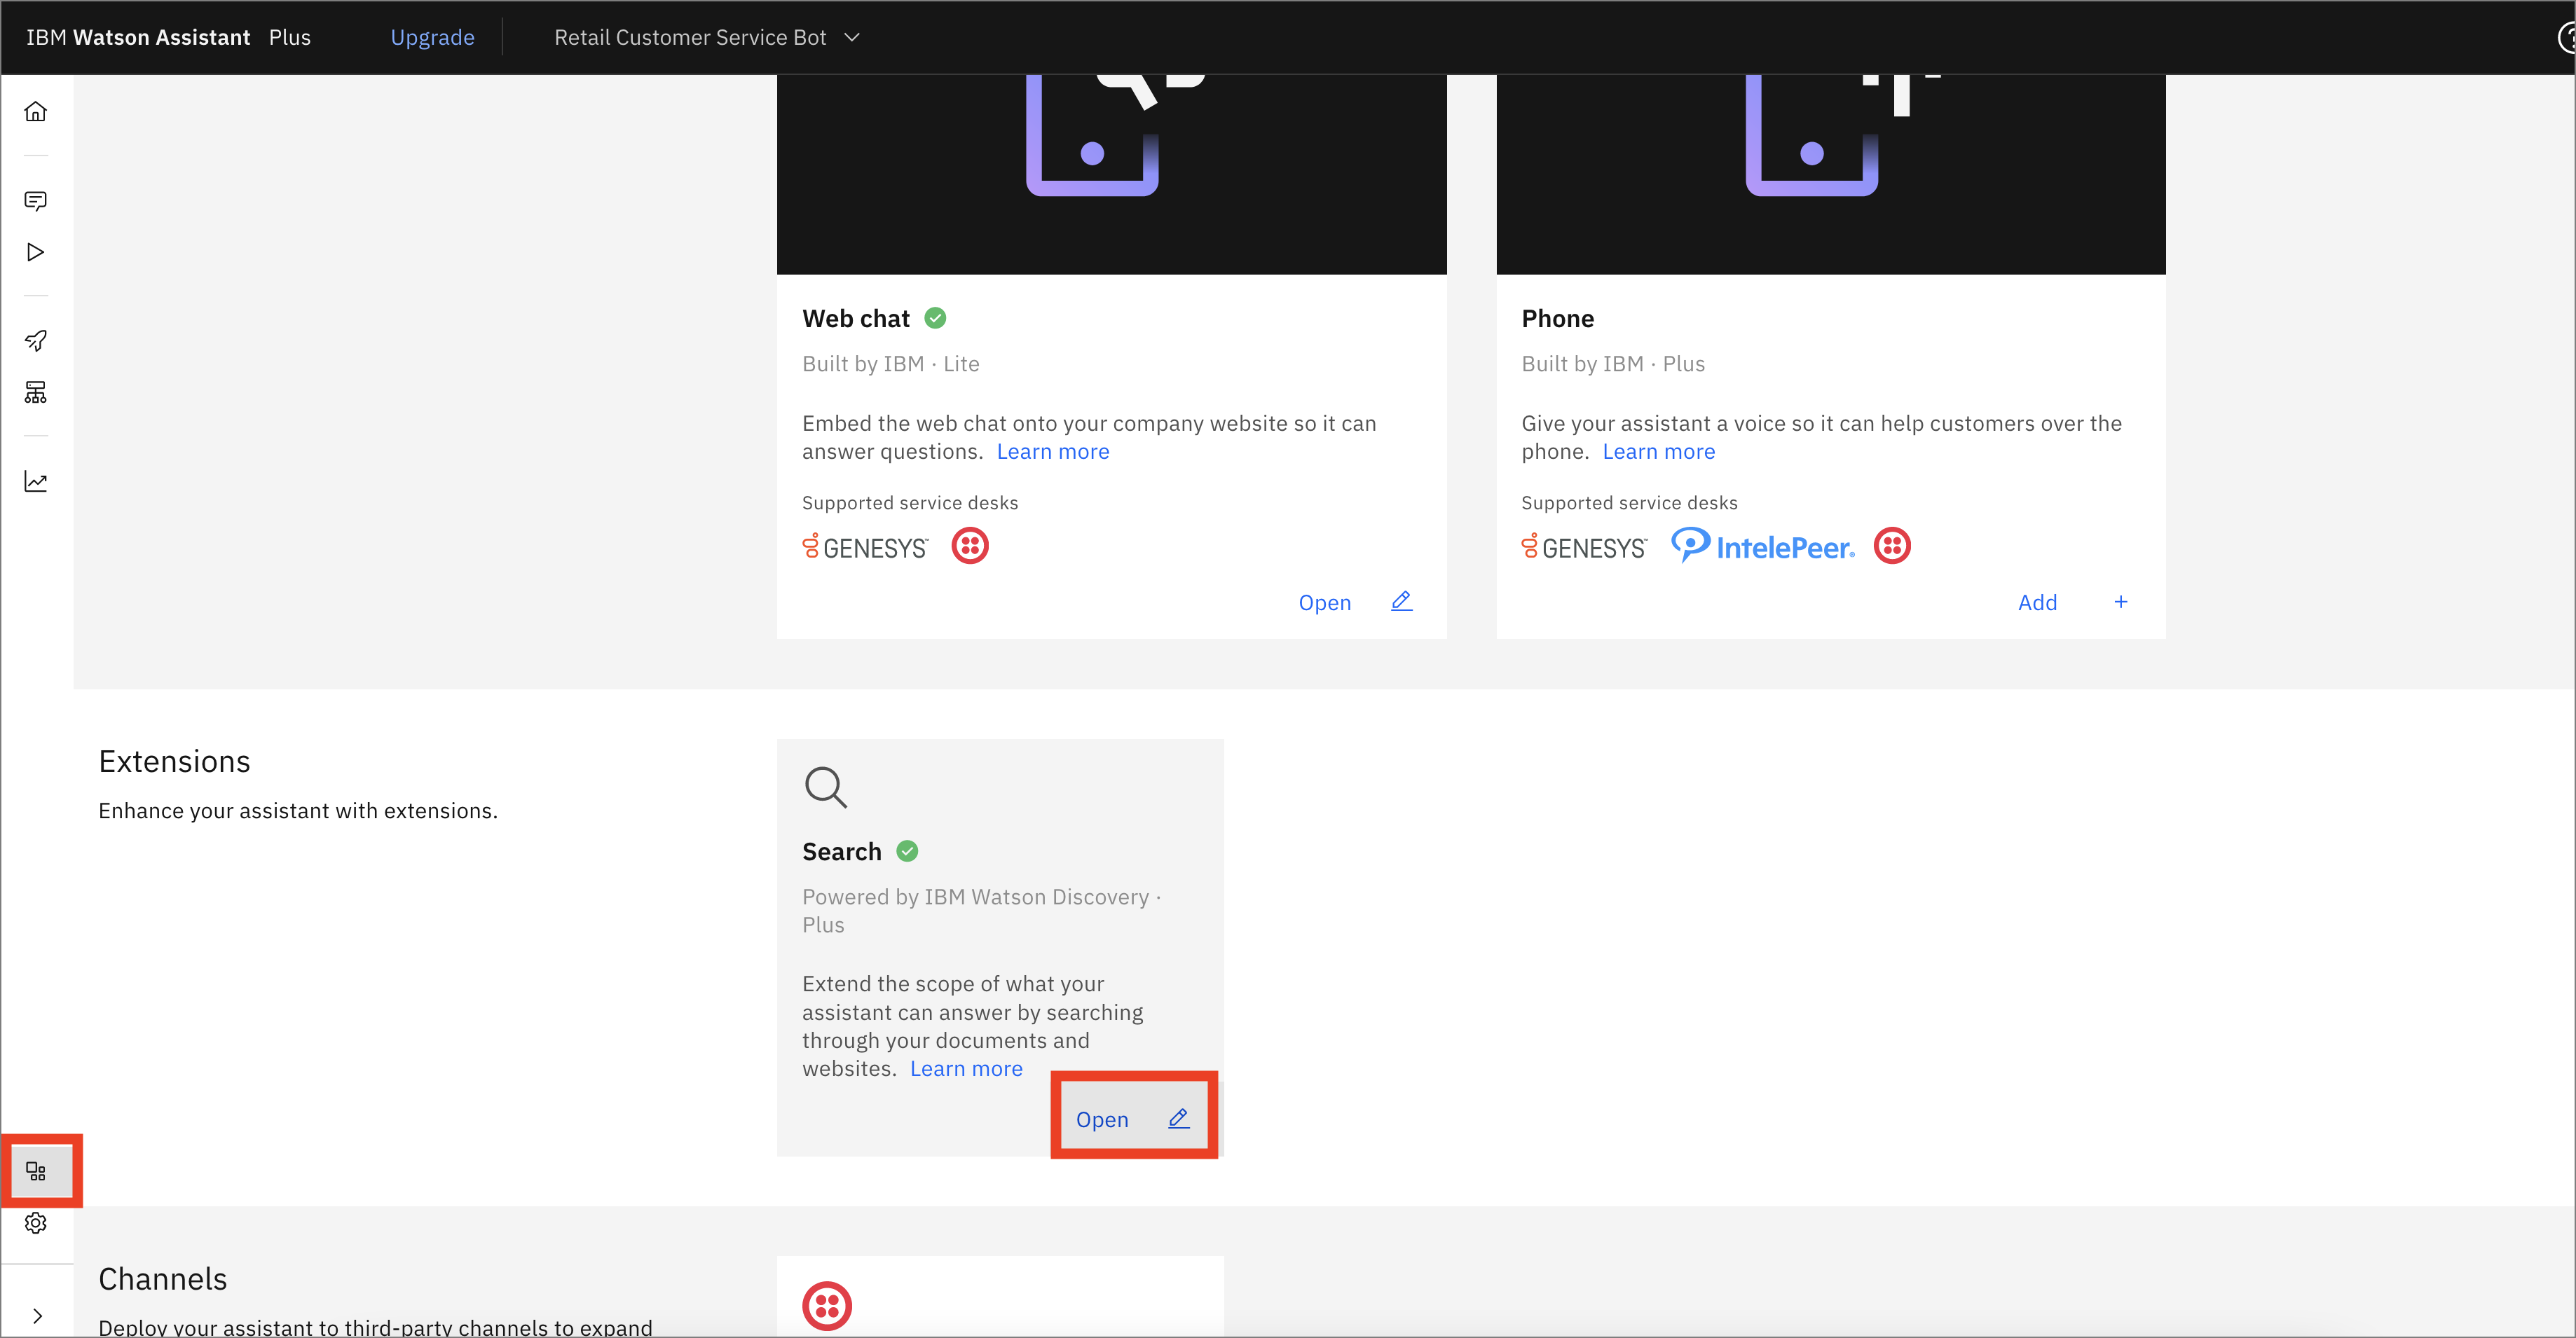 IBM Watson Assistant Plus Upgrade Retail Customer Service Bot
Web chat
Built by IBM · Lite
Embed the web chat onto your company website so it can
answer questions. Learn more
Supported service desks
GENESYS™
Open
Phone
Built by IBM · Plus
Give your assistant a voice so it can help customers over the
phone. Learn more
Supported service desks
GENESYS™ IntelePeer®
Add +
Extensions
Enhance your assistant with extensions.
Search
Powered by IBM Watson Discovery ·
Plus
Extend the scope of what your
assistant can answer by searching
through your documents and
websites. Learn more
Open
Channels
Deploy your assistant to third-party channels to expand